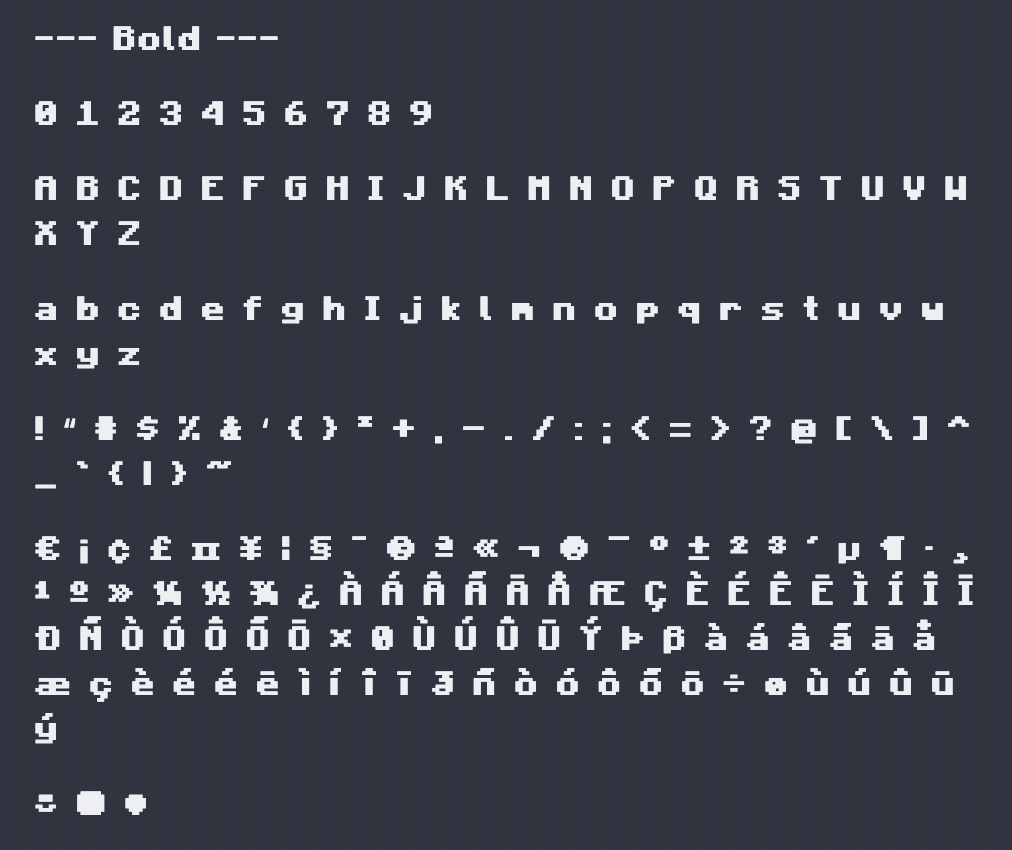 --- Bold ---
0 1 2 3 4 5 6 7 8 9
A B C D E F G H I J K L M N O P Q R S T U V W
X Y Z
a b c d e f g h I j k l m n o p q r s t u v w
x y z
! " # $ % & ' { } * + . - . / : ; < = > ? @ [ \ ] ^
_ ` { | } ~
€ ¡ ¢ £ ¤ ¥ ¦ § ¯ © ª « ¬ ® ¯ º ± ² ³ ´ µ ¶ · ¸
¹ º » ¼ ½ ¾ ¿ À Á Â Ã Ā Å Æ Ç È É Ê Ē Ì Í Î Ī
Ð Ñ Ò Ó Ô Õ Ō × Ø Ù Ú Û Ū Ý Þ β à á â ã ā å
æ ç è é é ē ì í î ī ð ñ ò ó ô õ ō ÷ ø ù ú û ū
ý